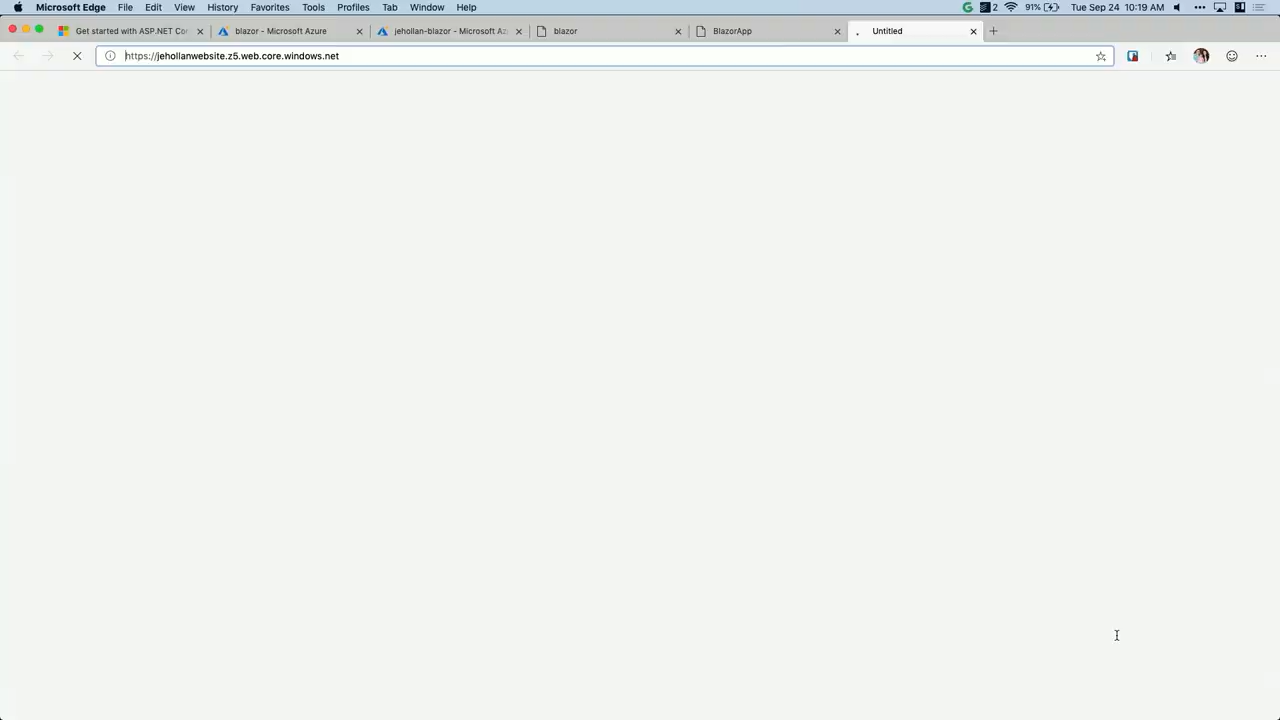 Microsoft Edge File Edit View History Favorites Tools Profiles Tab Window Help 2 91% Tue Sep 24 10:19 AM
Get started with ASP.NET Co blazor - Microsoft Azure jehollan-blazor - Microsoft Az blazor BlazorApp Untitled
https://jehollanwebsite.z5.web.core.windows.net